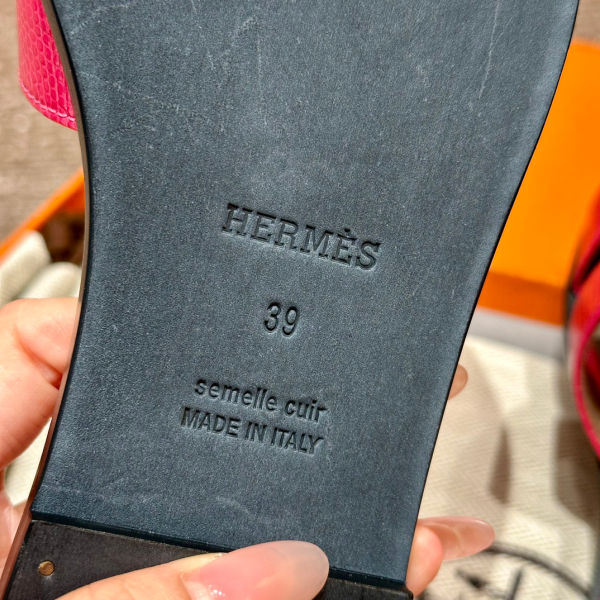 HERMÈS
39
semelle cuir
MADE IN ITALY